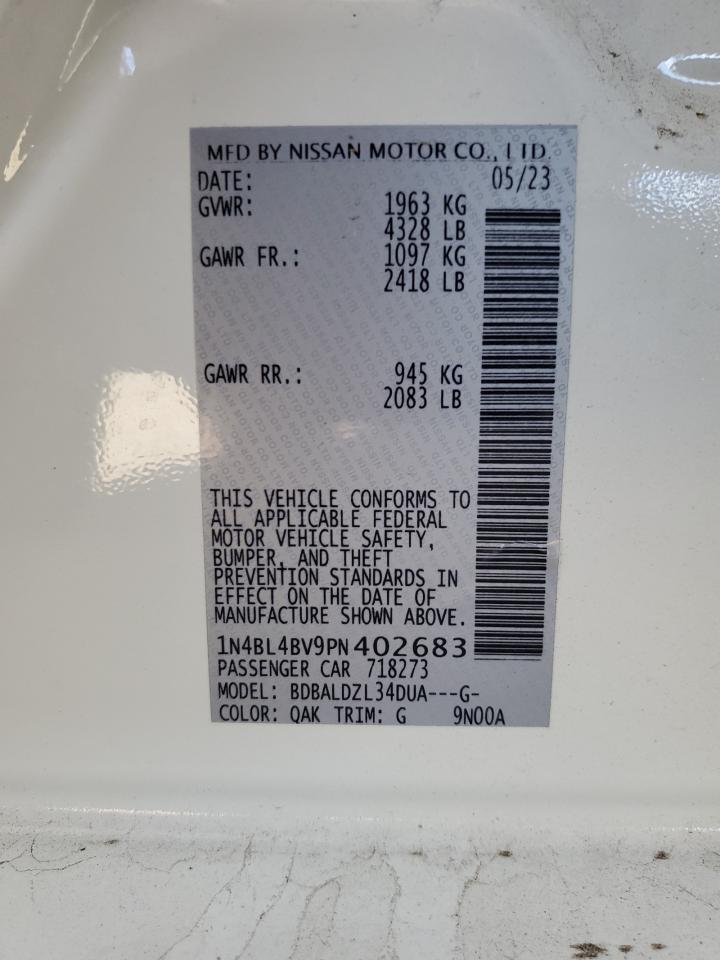 MFD BY NISSAN MOTOR CO., LTD.
DATE: 05/23
GVWR: 1963 KG
4328 LB
GAWR FR.: 1097 KG
2418 LB
GAWR RR.: 945 KG
2083 LB
THIS VEHICLE CONFORMS TO
ALL APPLICABLE FEDERAL
MOTOR VEHICLE SAFETY,
BUMPER, AND THEFT
PREVENTION STANDARDS IN
EFFECT ON THE DATE OF
MANUFACTURE SHOWN ABOVE.
1N4BL4BV9PN402683
PASSENGER CAR 718273
MODEL: BDBALDZL34DUA---G-
COLOR: QAK TRIM: G 9N00A